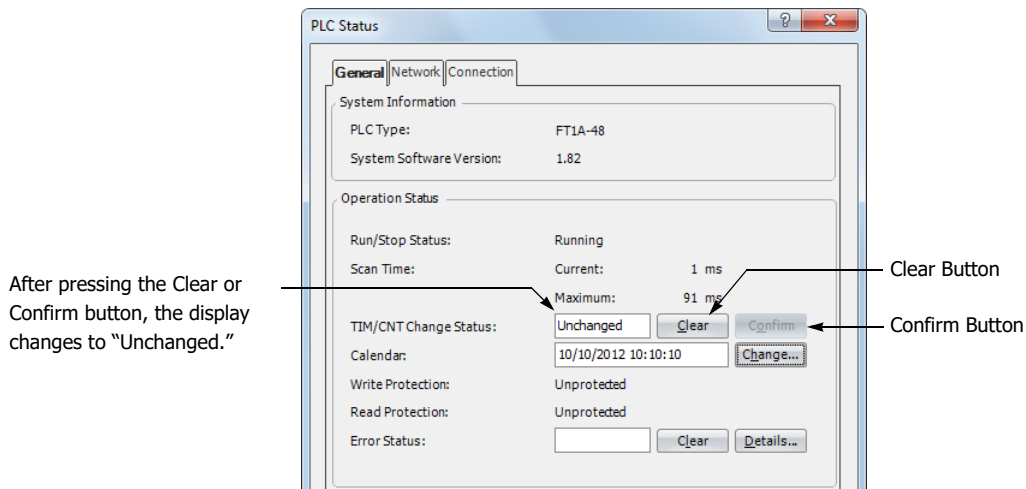 PLC Status
General Network Connection
System Information
PLC Type: FT1A-48
System Software Version: 1.82
Operation Status
Run/Stop Status: Running
Scan Time: Current: 1 ms
Maximum: 91 ms
TIM/CNT Change Status: Unchanged Clear Confirm
Calendar: 10/10/2012 10:10:10 Change...
Write Protection: Unprotected
Read Protection: Unprotected
Error Status: Clear Details...
After pressing the Clear or
Confirm button, the display
changes to “Unchanged.”
Clear Button
Confirm Button